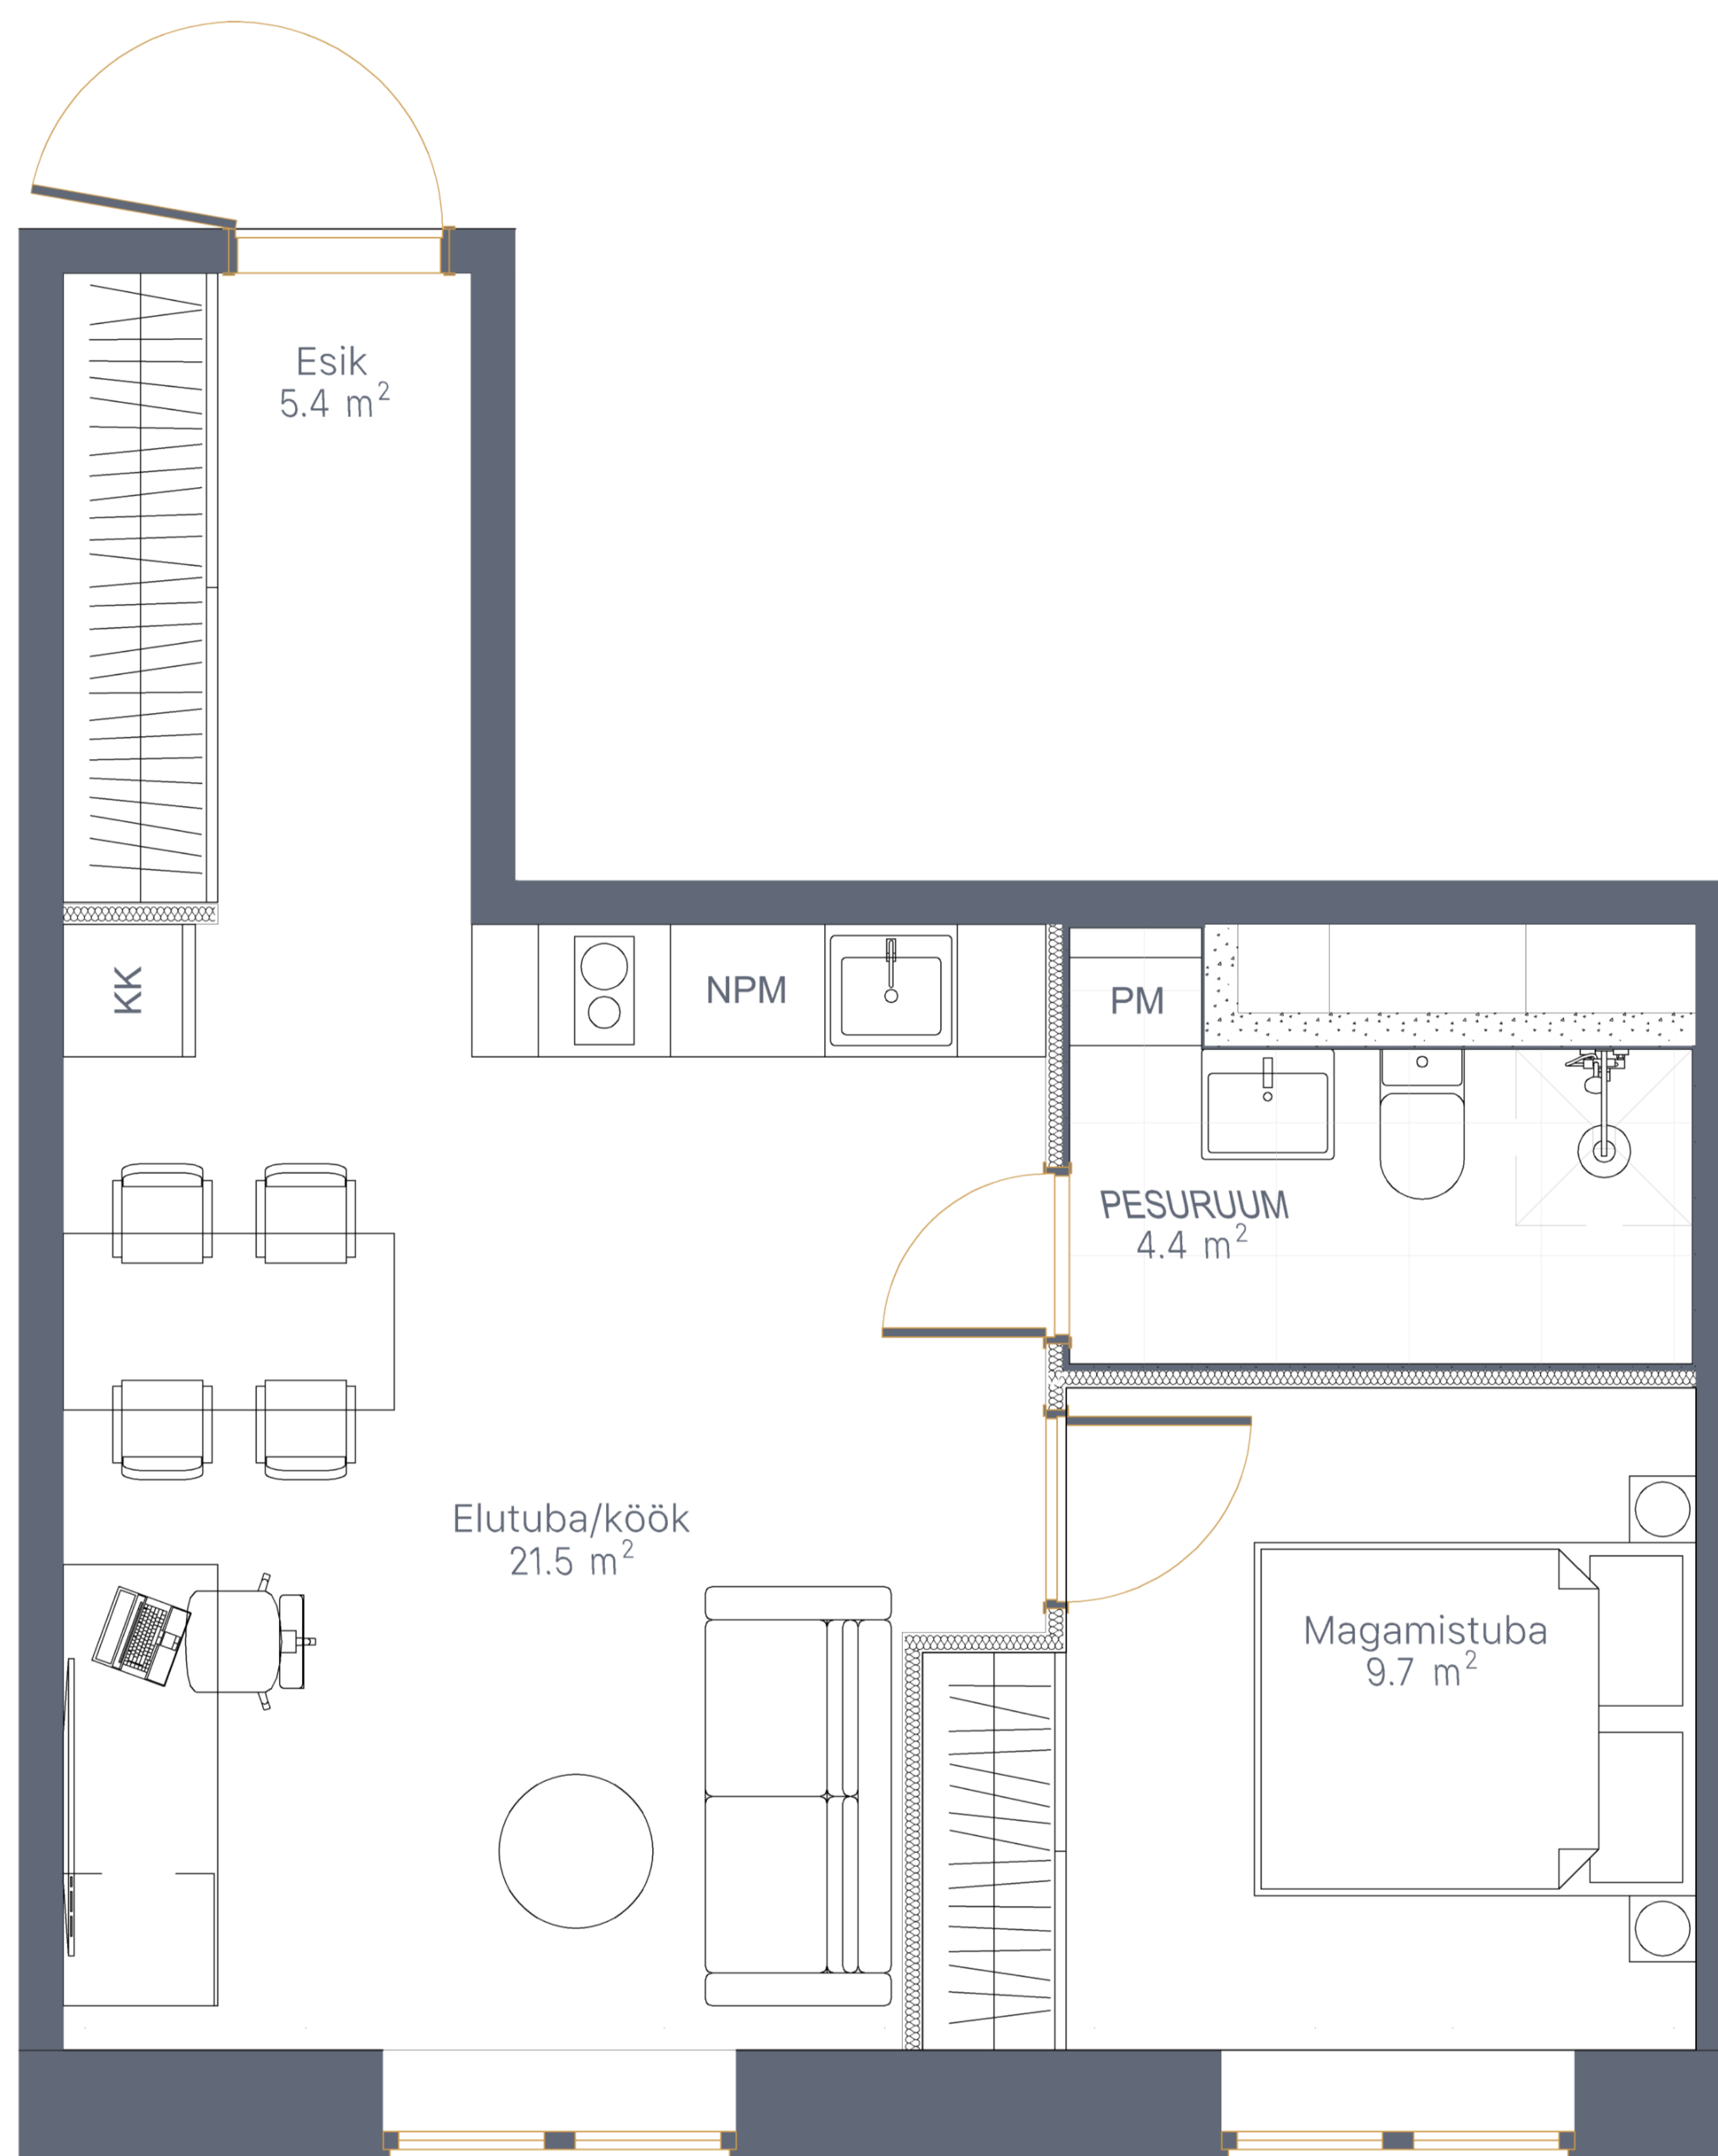 Esik
5.4 m²
KK
NPM
PM
PESURUUM
4.4 m²
Elutuba/köök
21.5 m²
Magamistuba
9.7 m²